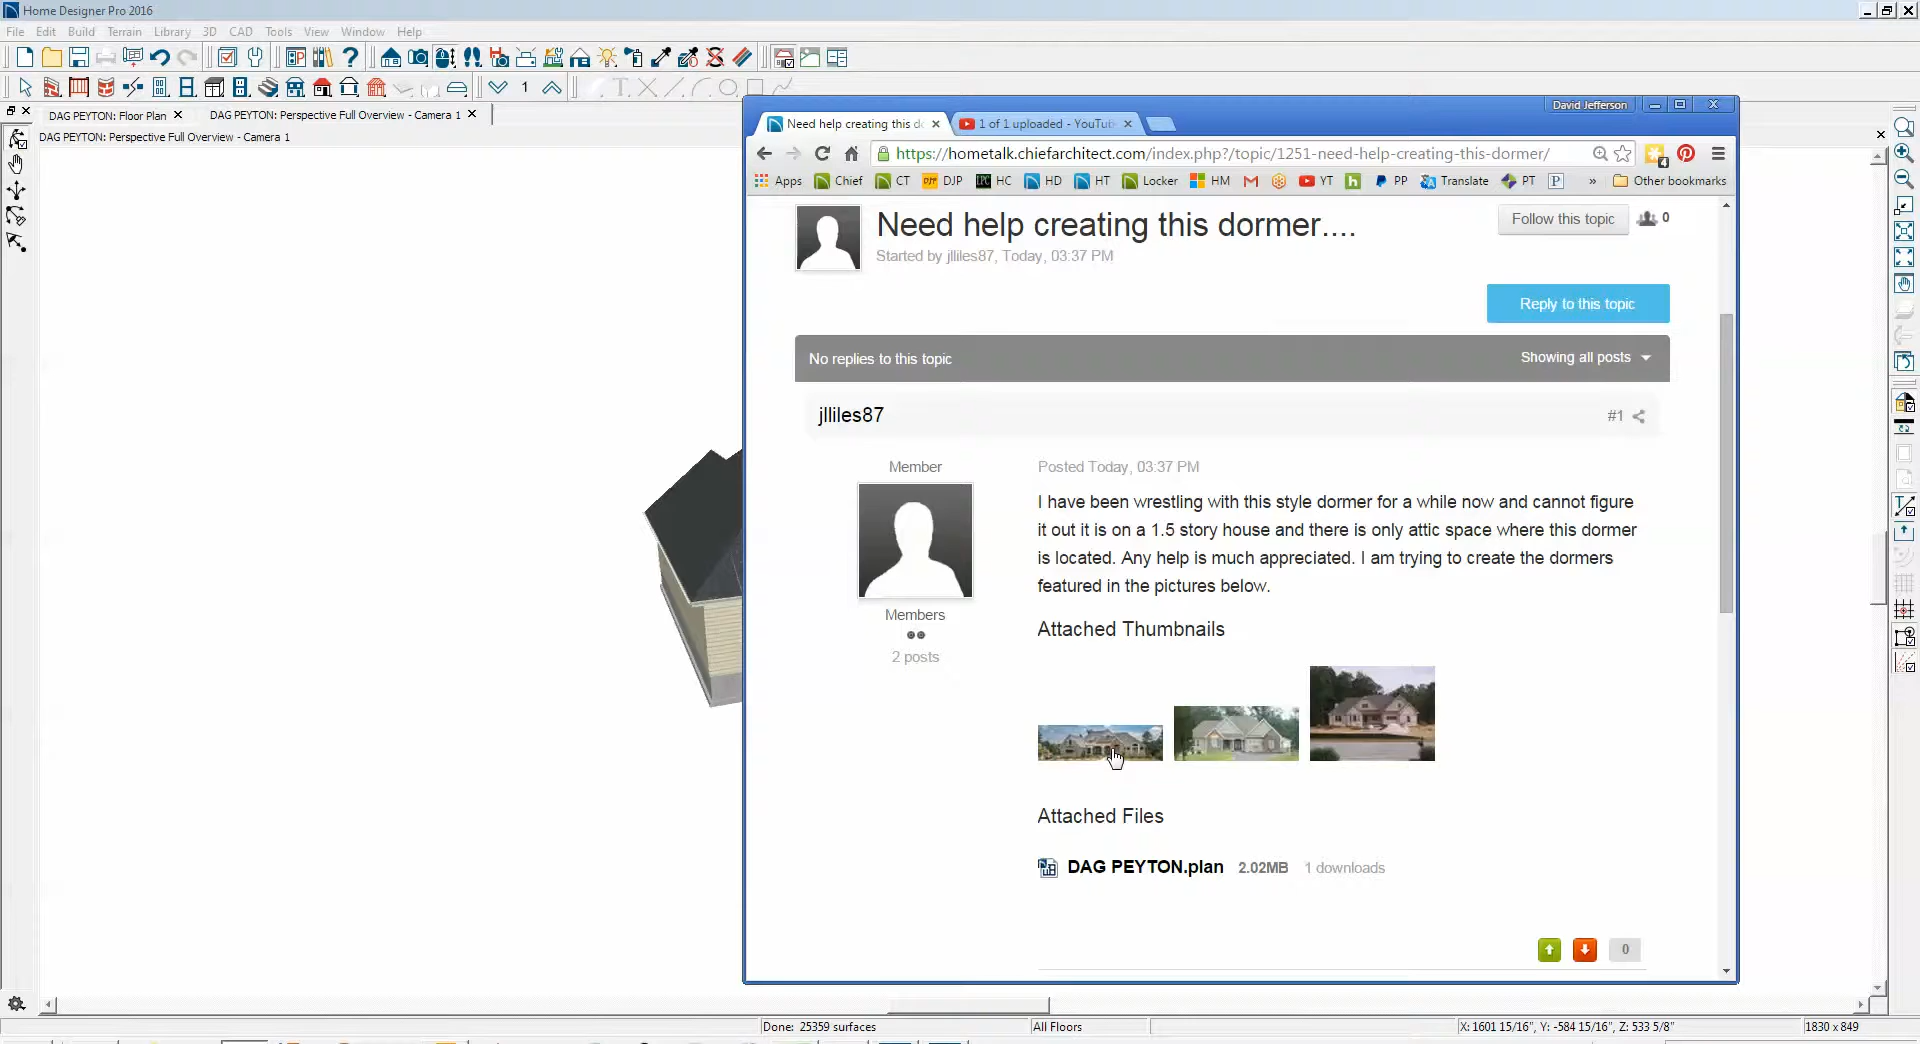 Home Designer Pro 2016
File Edit Build Terrain Library 3D CAD Tools View Window Help
1
DAG PEYTON: Floor Plan
DAG PEYTON: Perspective Full Overview - Camera 1
DAG PEYTON: Perspective Full Overview - Camera 1
David Jefferson
Need help creating this d
1 of 1 uploaded - YouTub
https://hometalk.chiefarchitect.com/index.php?/topic/1251-need-help-creating-this-dormer/
4
Apps Chief CT DJP HC HD HT Locker HM YT PP Translate PT » Other bookmarks
Need help creating this dormer....
Started by jlliles87, Today, 03:37 PM
Follow this topic
0
Reply to this topic
No replies to this topic
Showing all posts
jlliles87
#1
Member
Members
2 posts
Posted Today, 03:37 PM
I have been wrestling with this style dormer for a while now and cannot figure
it out it is on a 1.5 story house and there is only attic space where this dormer
is located. Any help is much appreciated. I am trying to create the dormers
featured in the pictures below.
Attached Thumbnails
Attached Files
DAG PEYTON.plan 2.02MB 1 downloads
0
Done: 25359 surfaces
All Floors
X: 1601 15/16", Y: -584 15/16", Z: 533 5/8"
1830 x 849